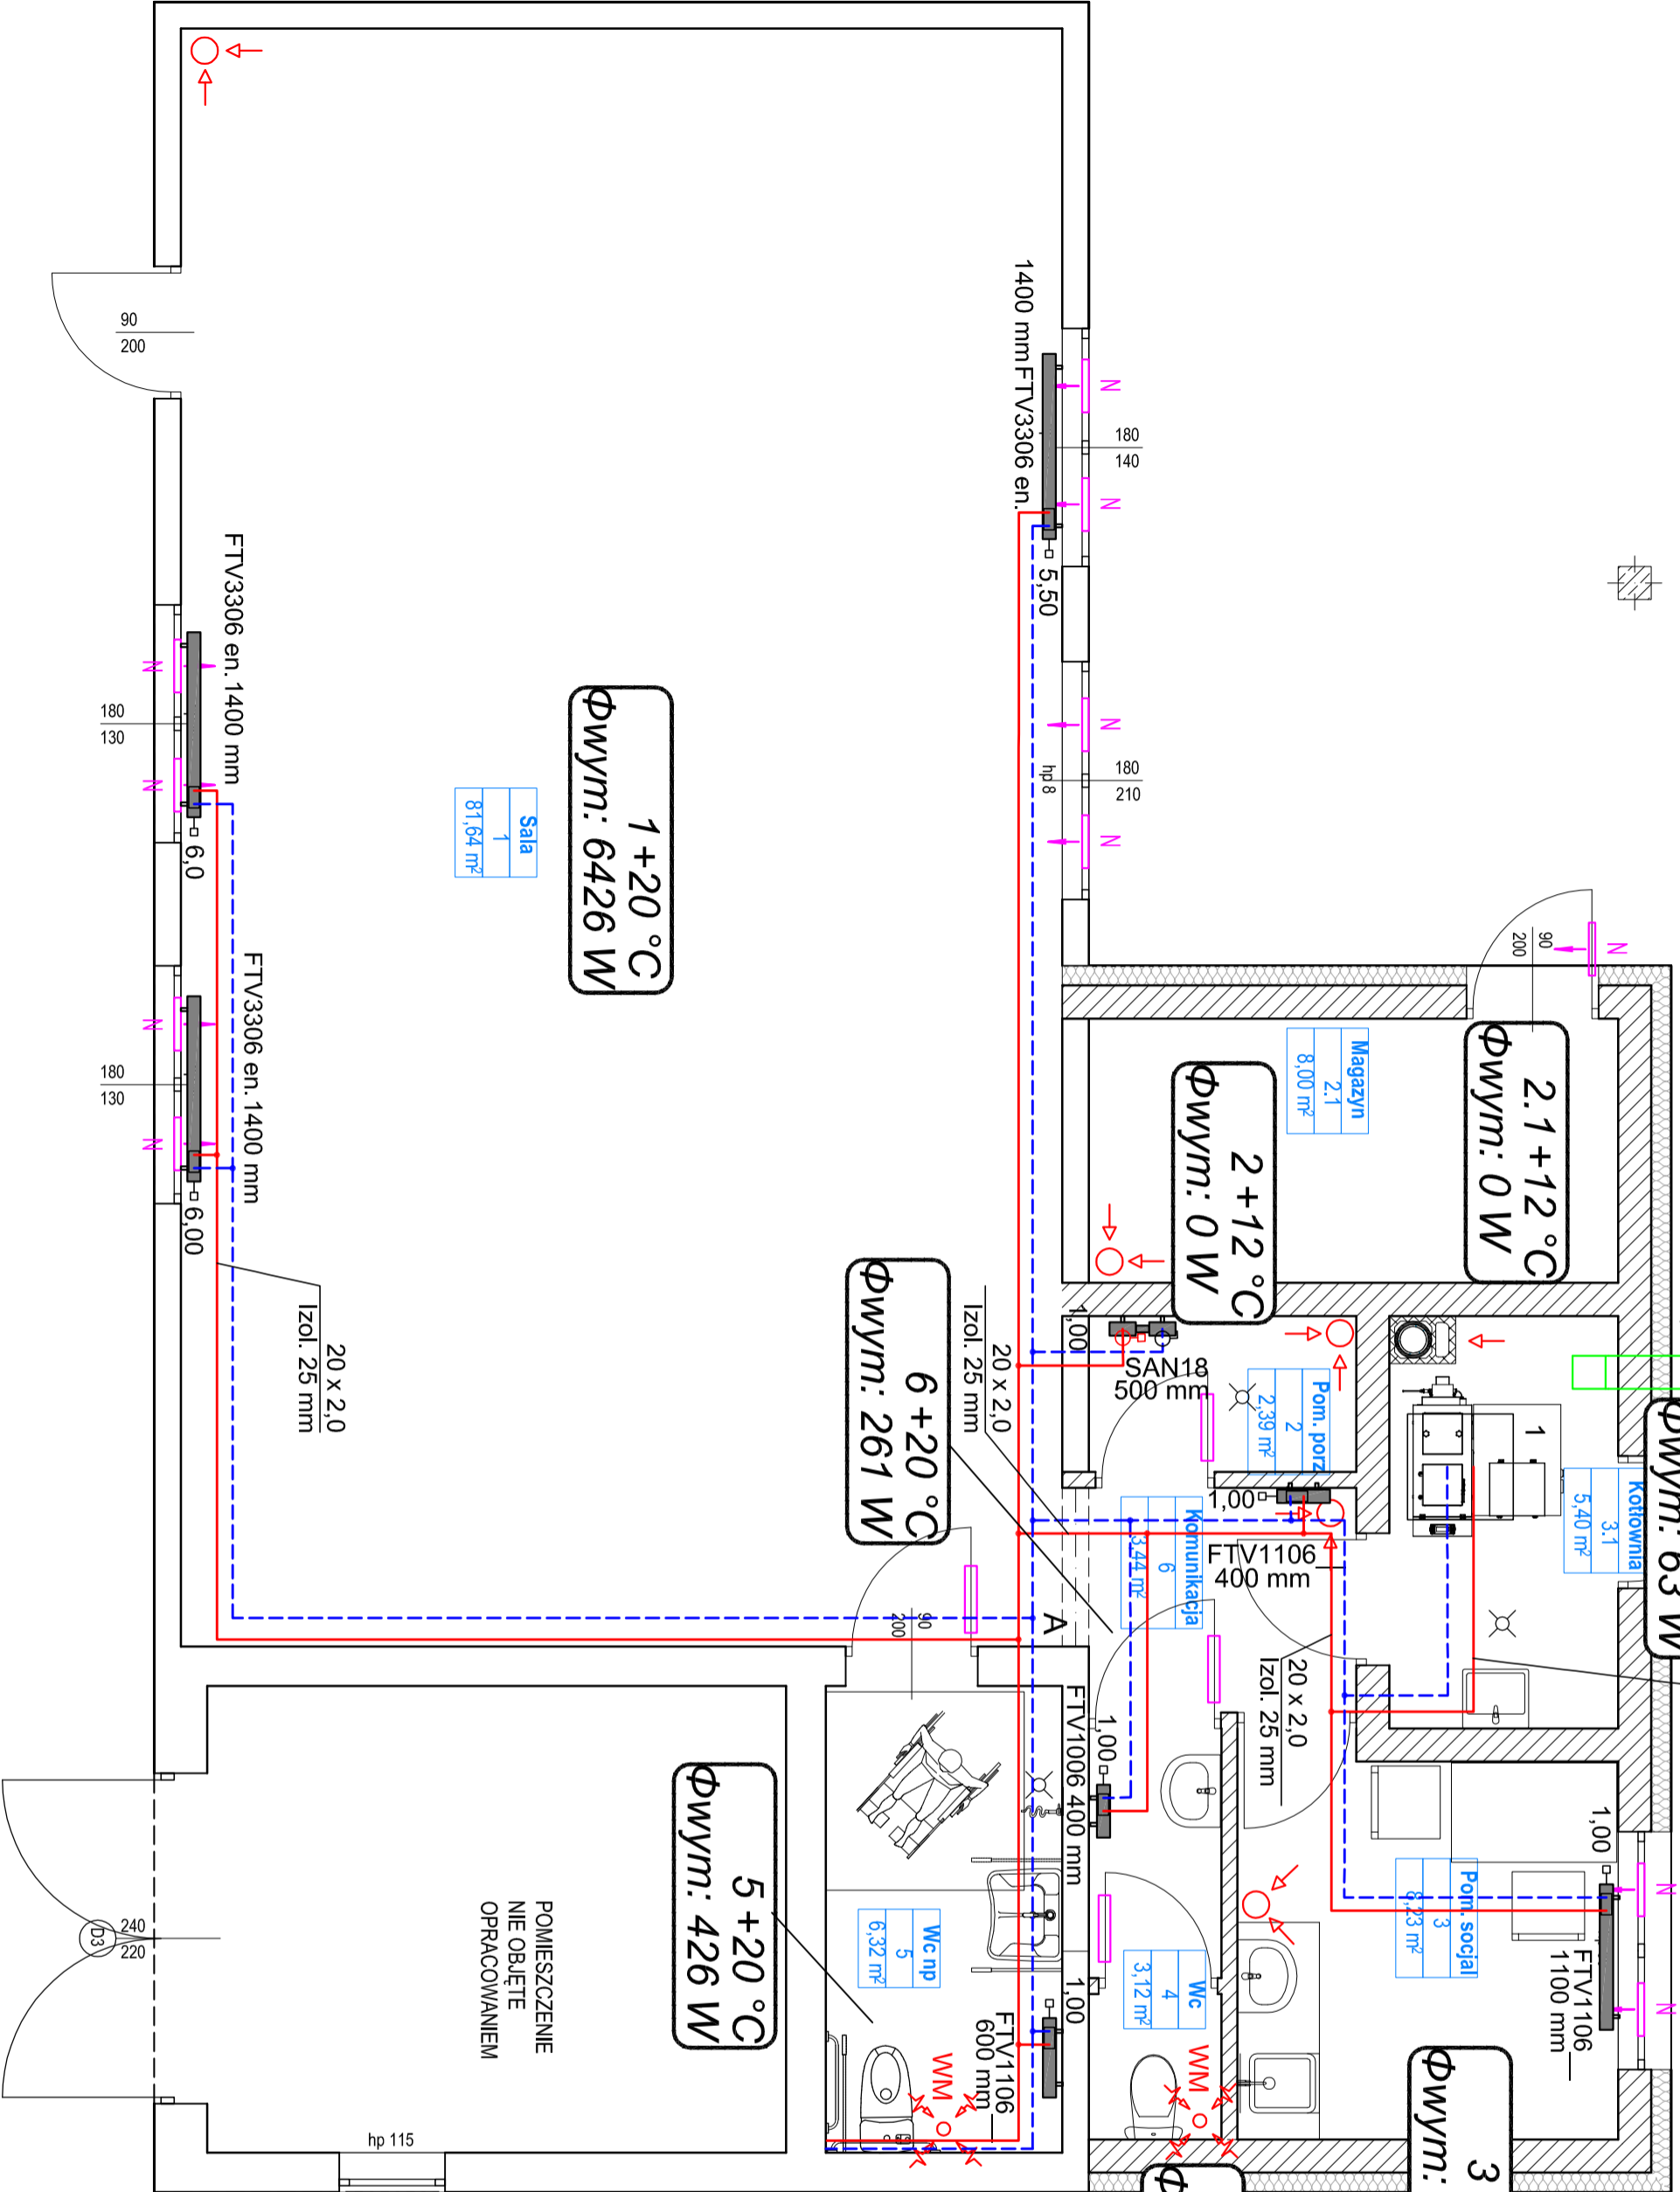 90
200
1400 mm FTV3306 en.
5,50
N
N
180
140
N
180
210
hp 8
N
FTV3306 en. 1400 mm
6,0
N
180
130
N
FTV3306 en. 1400 mm
6,00
N
180
130
N
Sala
1
81,64 m²
1 +20 °C
Φwym: 6426 W
90
200
N
2.1 +12 °C
Φwym: 0 W
Magazyn
2.1
8,00 m²
2 +12 °C
Φwym: 0 W
1,00
SAN18
500 mm
Pom. porz
2
2,39 m²
Φwym: 63 W
1
Kotłownia
3.1
5,40 m²
20 x 2,0
Izol. 25 mm
20 x 2,0
Izol. 25 mm
6 +20 °C
Φwym: 261 W
1,00
FTV1106
400 mm
Komunikacja
6
3,44 m²
A
90
200
20 x 2,0
Izol. 25 mm
1,00
FTV1006 400 mm
1,00
Pom. socjal
3
8,23 m²
N
N
FTV1106
1100 mm
Wc np
5
6,32 m²
5 +20 °C
Φwym: 426 W
Wc
4
3,12 m²
1,00
FTV1106
600 mm
WM
WM
3
Φwym:
Φ
POMIESZCZENIE
NIE OBJĘTE
OPRACOWANIEM
D3
240
220
hp 115